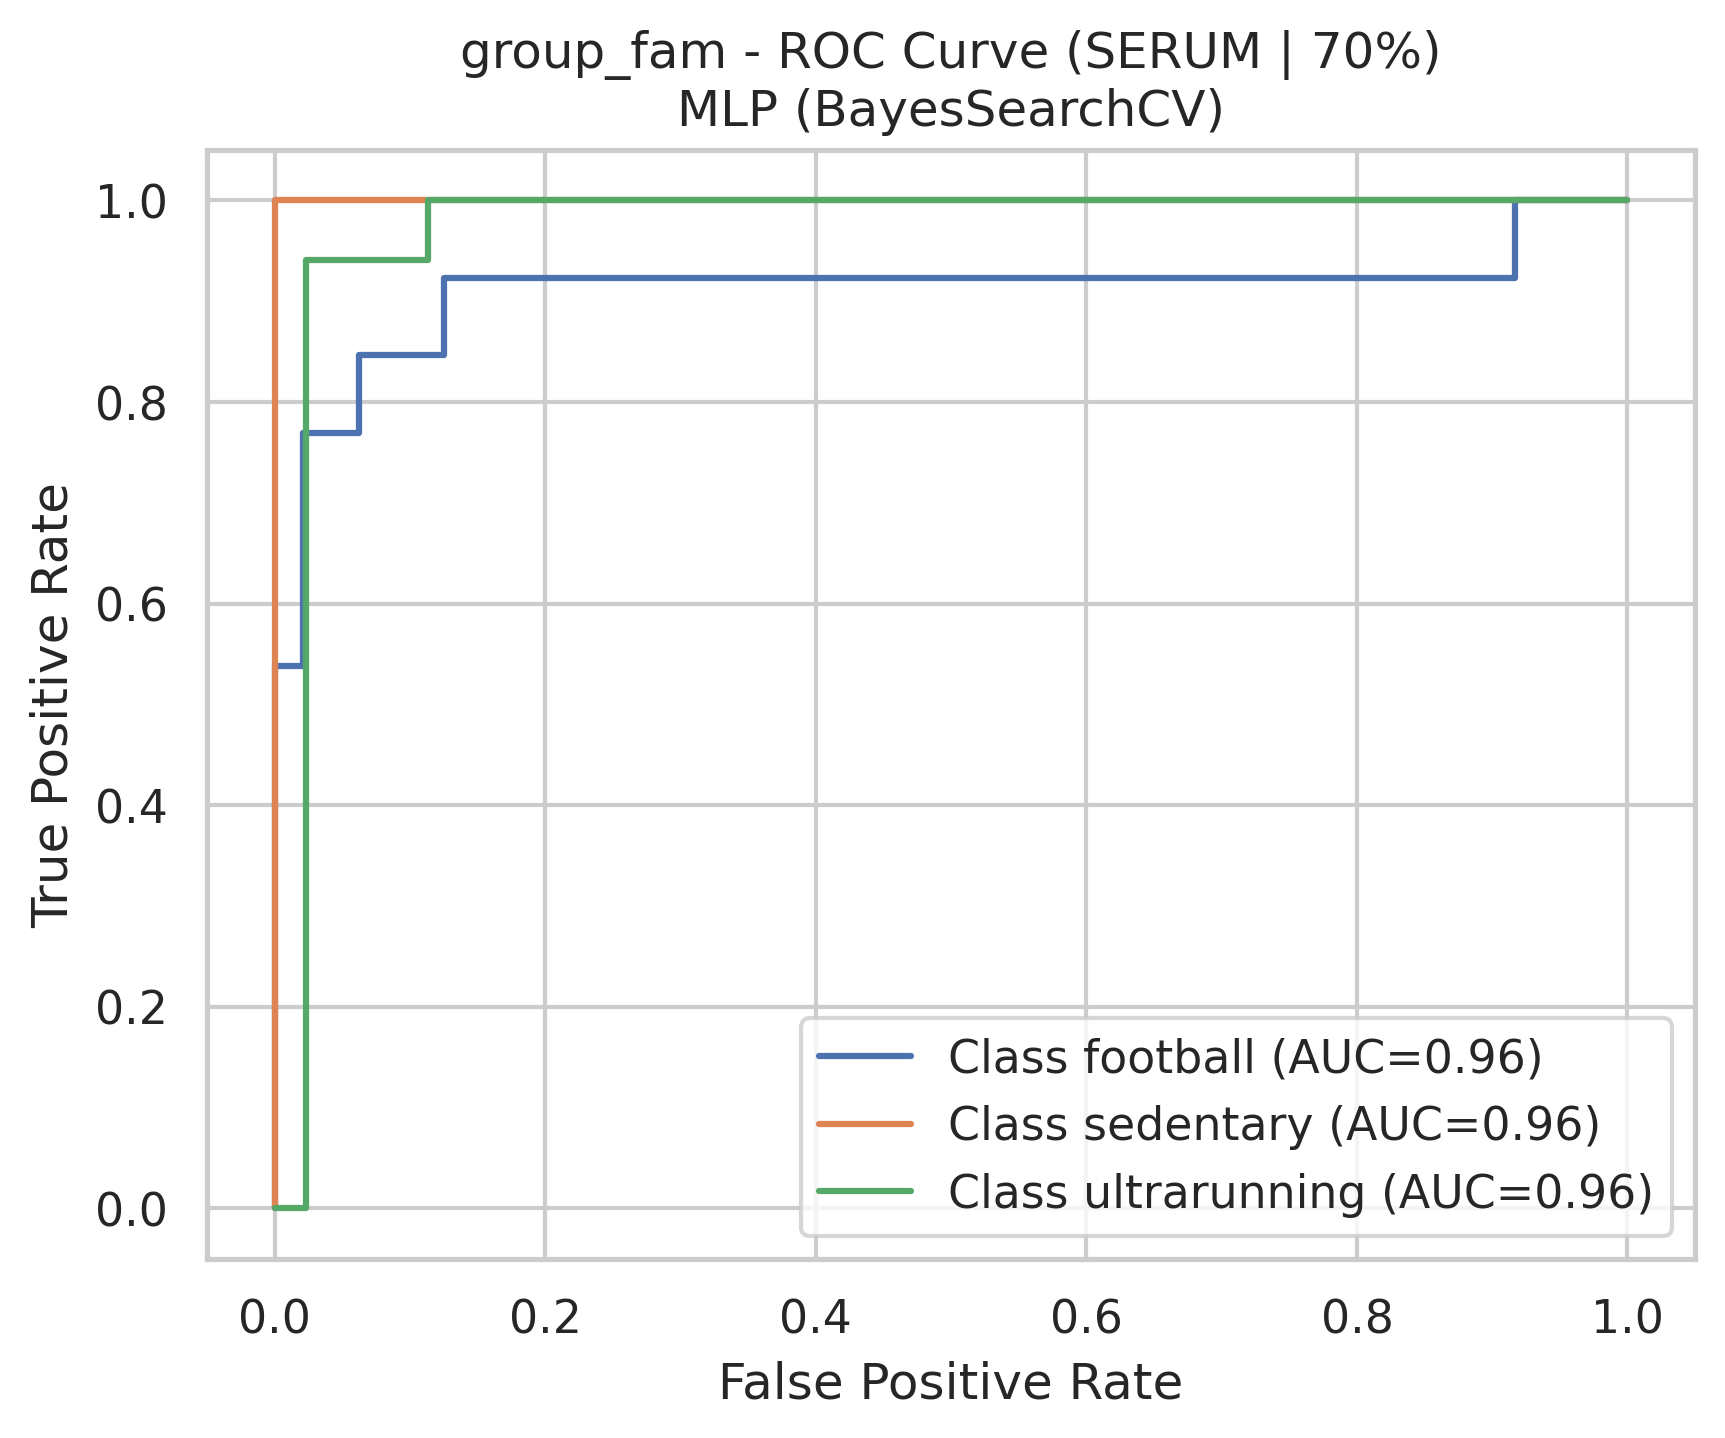 group_fam - ROC Curve (SERUM | 70%)
MLP (BayesSearchCV)
1.0
0.8
0.6
0.4
0.2
0.0
True Positive Rate
Class football (AUC=0.96)
Class sedentary (AUC=0.96)
Class ultrarunning (AUC=0.96)
0.0 0.2 0.4 0.6 0.8 1.0
False Positive Rate